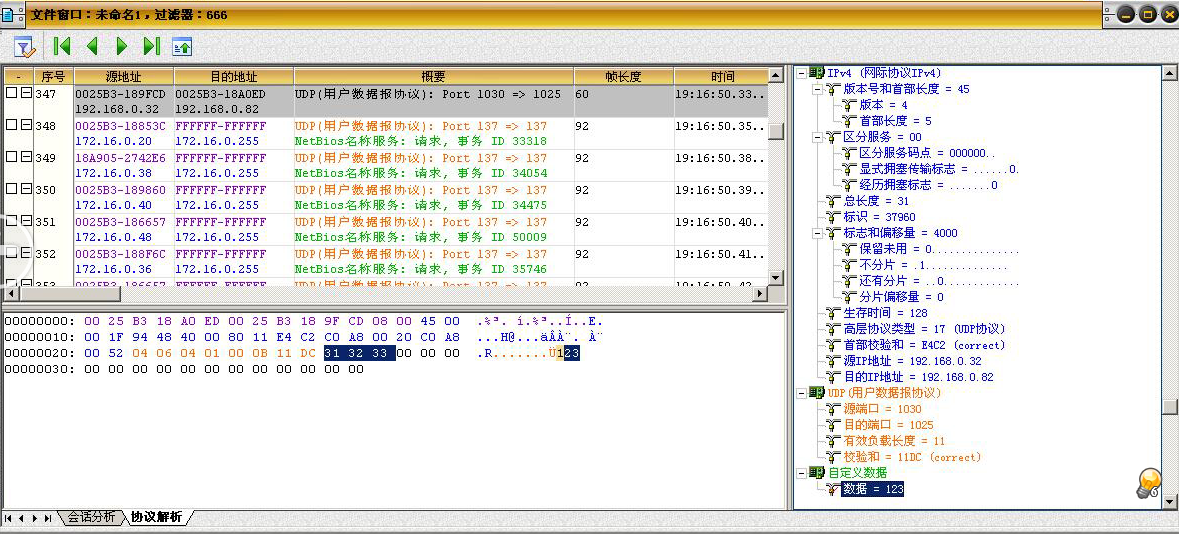 文件窗口：未命名1，过滤器：666
- 序号 源地址 目的地址 概要 帧长度 时间
347 0025B3-189FCD 0025B3-18A0ED UDP(用户数据报协议): Port 1030 => 1025 60 19:16:50.33..
192.168.0.32 192.168.0.82
348 0025B3-18853C FFFFFF-FFFFFF UDP(用户数据报协议): Port 137 => 137 92 19:16:50.35..
172.16.0.20 172.16.0.255 NetBios名称服务: 请求, 事务 ID 33318
349 18A905-2742E6 FFFFFF-FFFFFF UDP(用户数据报协议): Port 137 => 137 92 19:16:50.38..
172.16.0.38 172.16.0.255 NetBios名称服务: 请求, 事务 ID 34054
350 0025B3-189860 FFFFFF-FFFFFF UDP(用户数据报协议): Port 137 => 137 92 19:16:50.39..
172.16.0.40 172.16.0.255 NetBios名称服务: 请求, 事务 ID 34475
351 0025B3-186657 FFFFFF-FFFFFF UDP(用户数据报协议): Port 137 => 137 92 19:16:50.40..
172.16.0.48 172.16.0.255 NetBios名称服务: 请求, 事务 ID 50009
352 0025B3-188F6C FFFFFF-FFFFFF UDP(用户数据报协议): Port 137 => 137 92 19:16:50.41..
172.16.0.36 172.16.0.255 NetBios名称服务: 请求, 事务 ID 35746
00000000: 00 25 B3 18 A0 ED 00 25 B3 18 9F CD 08 00 45 00 .%³. í.%³..Í..E.
00000010: 00 1F 94 48 40 00 80 11 E4 C2 C0 A8 00 20 C0 A8 ...H@...äÂÀ¨. À¨
00000020: 00 52 04 06 04 01 00 0B 11 DC 31 32 33 00 00 00 .R.......Ü123
00000030: 00 00 00 00 00 00 00 00 00 00 00 00
会话分析 协议解析
IPv4 (网际协议IPv4)
版本号和首部长度 = 45
版本 = 4
首部长度 = 5
区分服务 = 00
区分服务码点 = 000000..
显式拥塞传输标志 = ......0.
经历拥塞标志 = .......0
总长度 = 31
标识 = 37960
标志和偏移量 = 4000
保留未用 = 0...............
不分片 = .1..............
还有分片 = ..0.............
分片偏移量 = 0
生存时间 = 128
高层协议类型 = 17 (UDP协议)
首部校验和 = E4C2 (correct)
源IP地址 = 192.168.0.32
目的IP地址 = 192.168.0.82
UDP(用户数据报协议)
源端口 = 1030
目的端口 = 1025
有效负载长度 = 11
校验和 = 11DC (correct)
自定义数据
数据 = 123